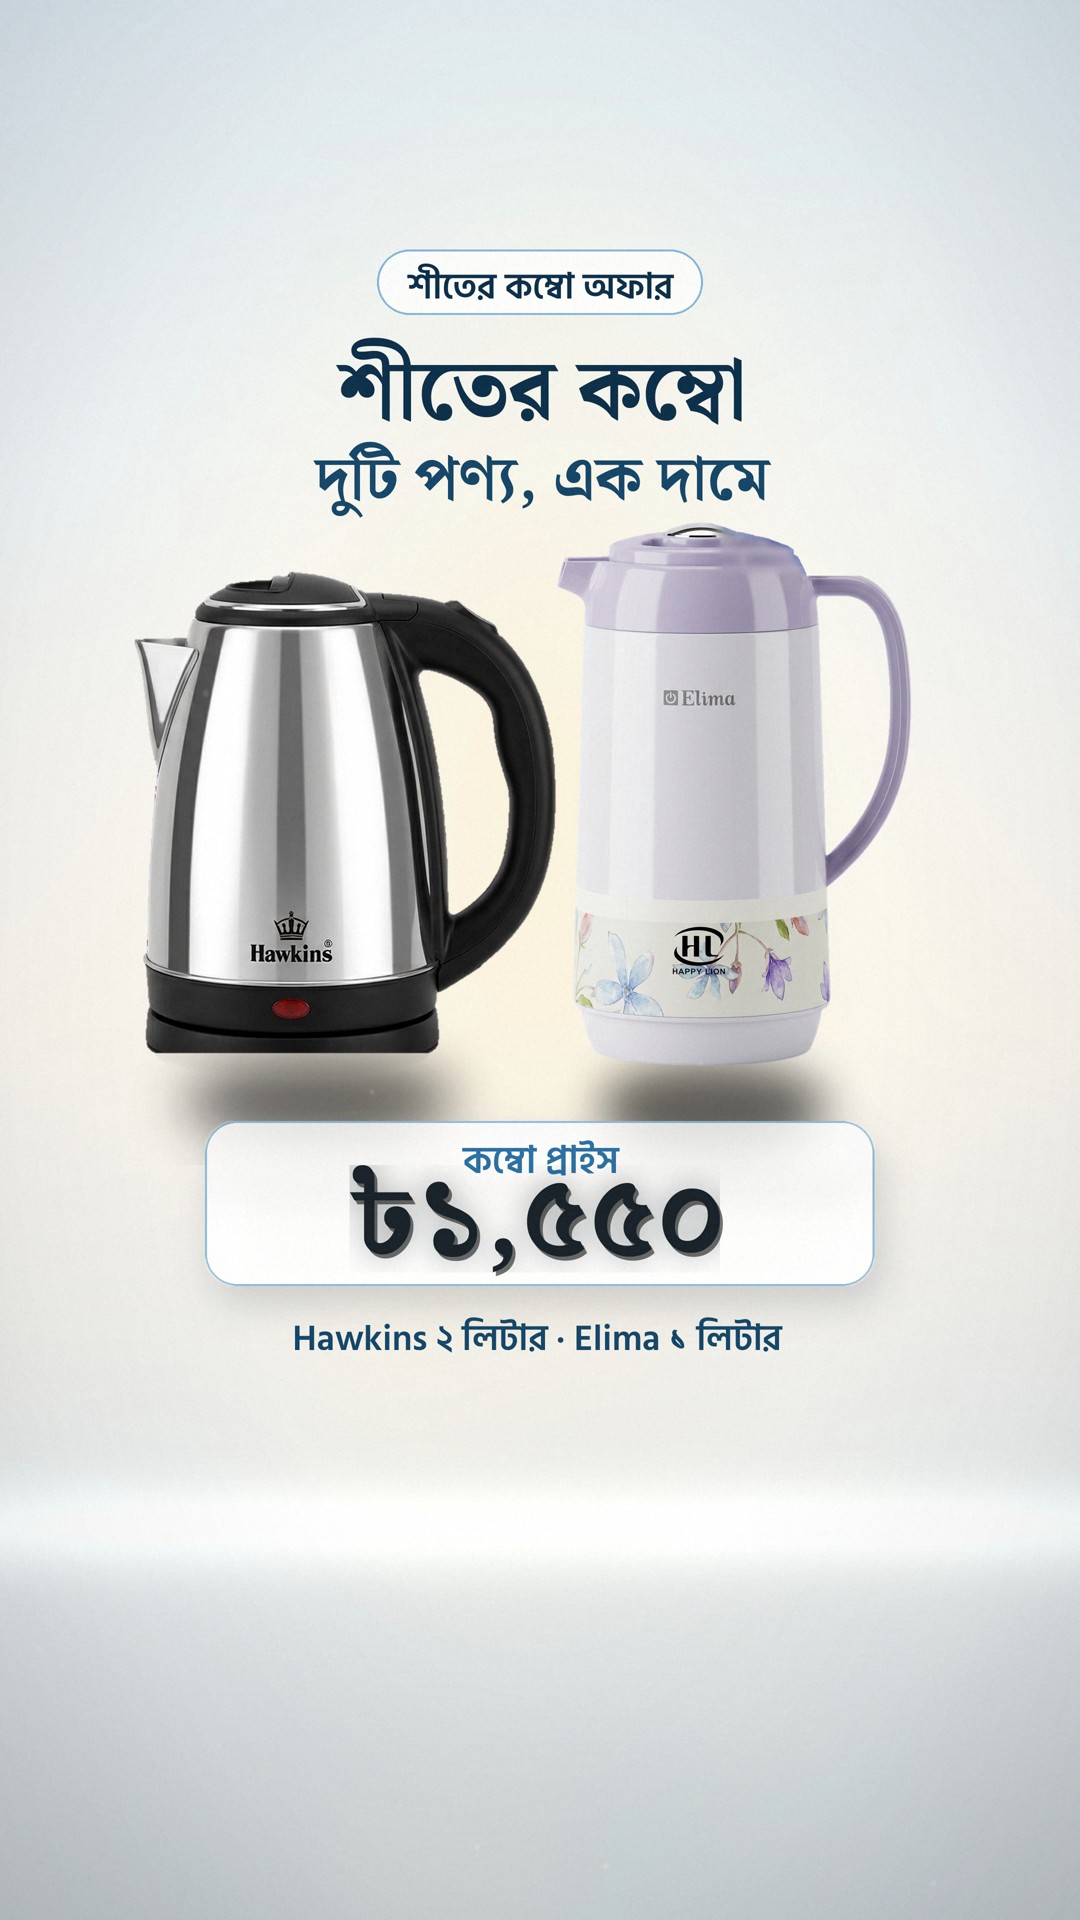 শীতের কম্বো অফার
শীতের কম্বো
দুটি পণ্য, এক দামে
Elima
Hawkins®
HL
HAPPY LION
কম্বো প্রাইস
৳১,৫৫০
Hawkins ২ লিটার · Elima ১ লিটার